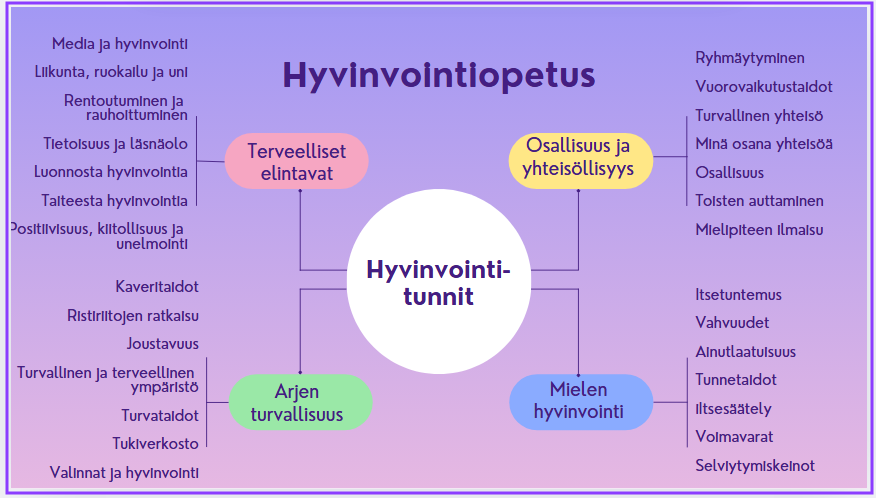 Hyvinvointiopetus
Media ja hyvinvointi
Liikunta, ruokailu ja uni
Rentoutuminen ja
rauhoittuminen
Tietoisuus ja läsnäolo
Luonnosta hyvinvointia
Taiteesta hyvinvointia
Positiivisuus, kiitollisuus ja
unelmointi
Terveelliset
elintavat
Osallisuus ja
yhteisöllisyys
Ryhmäytyminen
Vuorovaikutustaidot
Turvallinen yhteisö
Minä osana yhteisöä
Osallisuus
Toisten auttaminen
Mielipiteen ilmaisu
Hyvinvointi-
tunnit
Kaveritaidot
Ristiriitojen ratkaisu
Joustavuus
Turvallinen ja terveellinen
ympäristö
Turvataidot
Tukiverkosto
Valinnat ja hyvinvointi
Arjen
turvallisuus
Mielen
hyvinvointi
Itsetuntemus
Vahvuudet
Ainutlaatuisuus
Tunnetaidot
Iltsesäätely
Voimavarat
Selviytymiskeinot